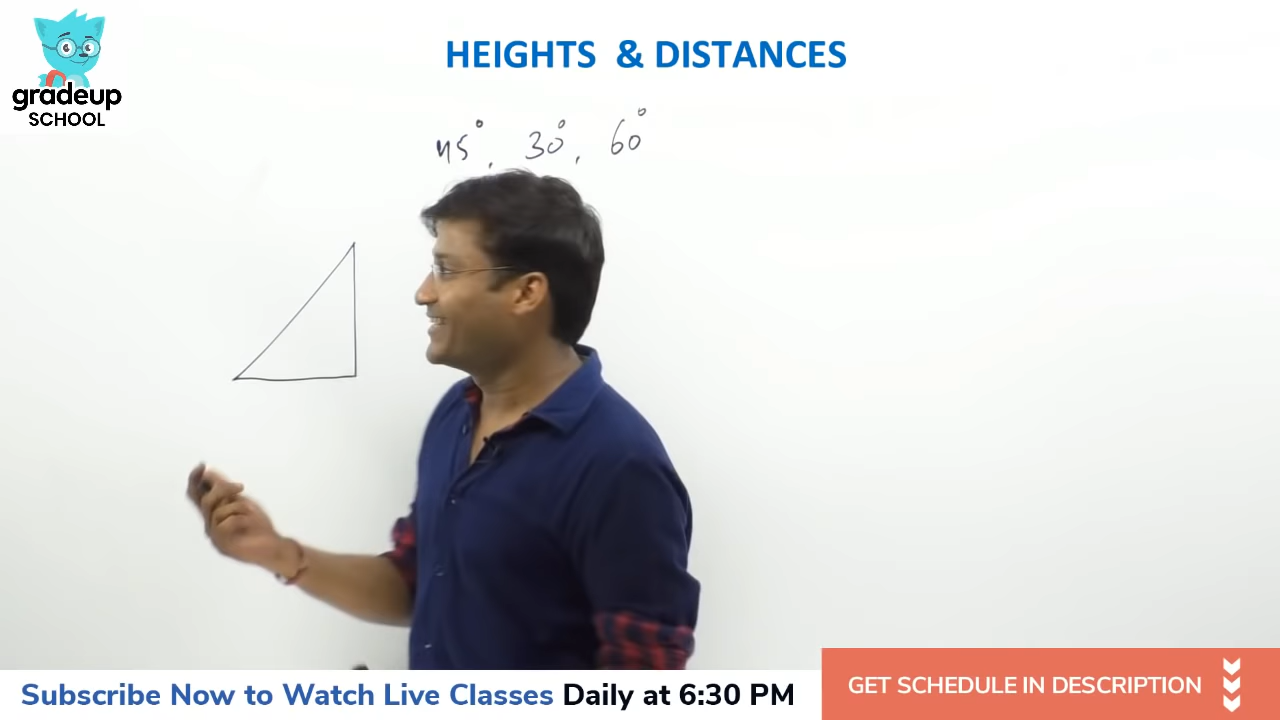 HEIGHTS & DISTANCES
gradeup
SCHOOL
45°, 30°, 60°
Subscribe Now to Watch Live Classes Daily at 6:30 PM
GET SCHEDULE IN DESCRIPTION